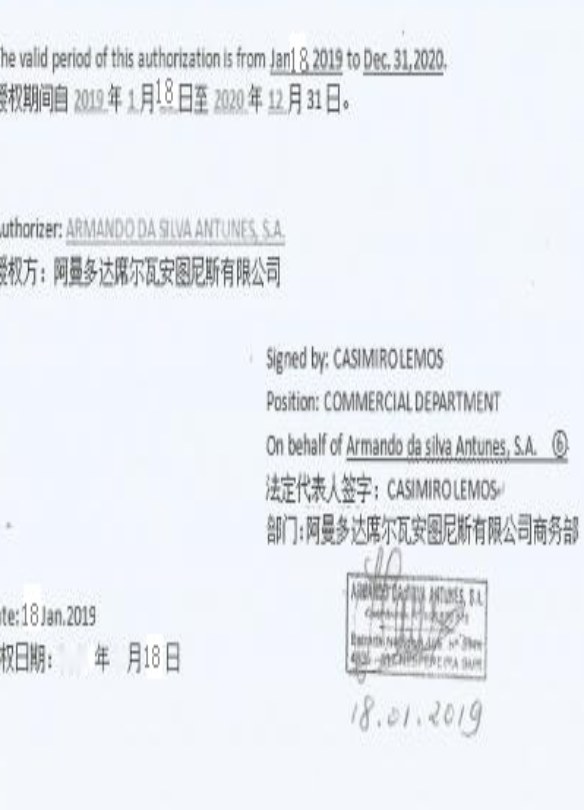 he valid period of this authorization is from Jan18,2019 to Dec. 31,2020.
授权期间自 2019 年 1 月18 日至 2020 年 12 月 31 日。
uthorizer: ARMANDO DA SILVA ANTUNES, S.A.
授权方：阿曼多达席尔瓦安图尼斯有限公司
Signed by: CASIMIRO LEMOS
Position: COMMERCIAL DEPARTMENT
On behalf of Armando da silva Antunes, S.A. ⑥
法定代表人签字：CASIMIRO LEMOS
部门：阿曼多达席尔瓦安图尼斯有限公司商务部
ARMANDO DA SILVA ANTUNES, S.A.
te:18Jan.2019
权日期： 年 月18 日
18.01.2019